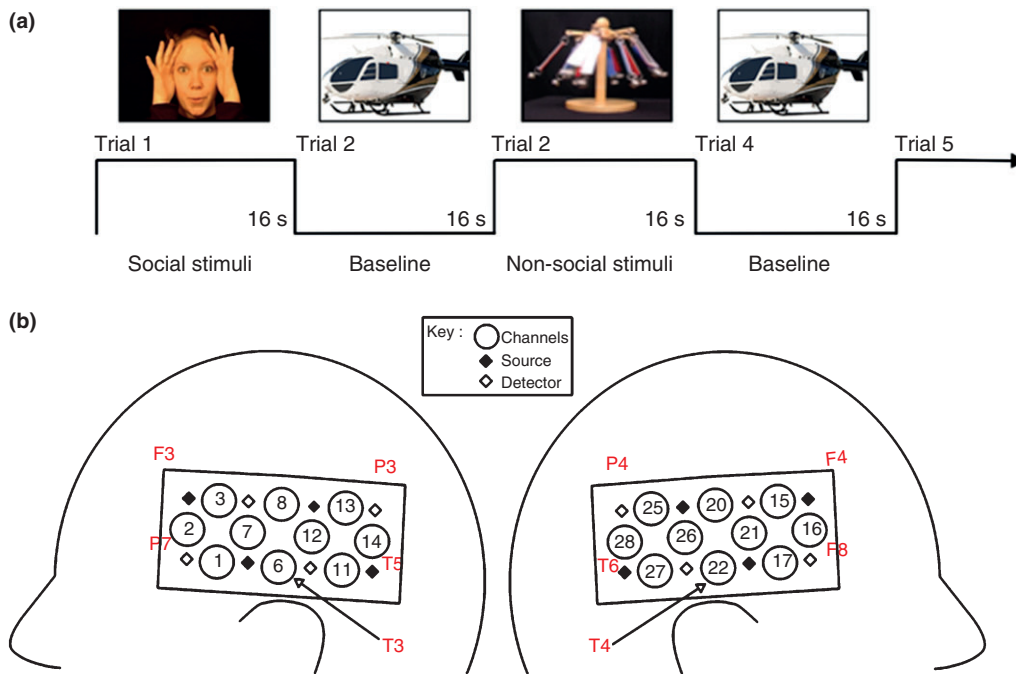 (a)
Trial 1 Trial 2 Trial 2 Trial 4 Trial 5
16 s 16 s 16 s 16 s
Social stimuli Baseline Non-social stimuli Baseline
(b)
Key :
Channels
Source
Detector
F3 P3
3 8 13
2 7 12 14
P7 T5
1 6 11
T3
P4 F4
25 20 15
28 26 21 16
T6 F8
27 22 17
T4